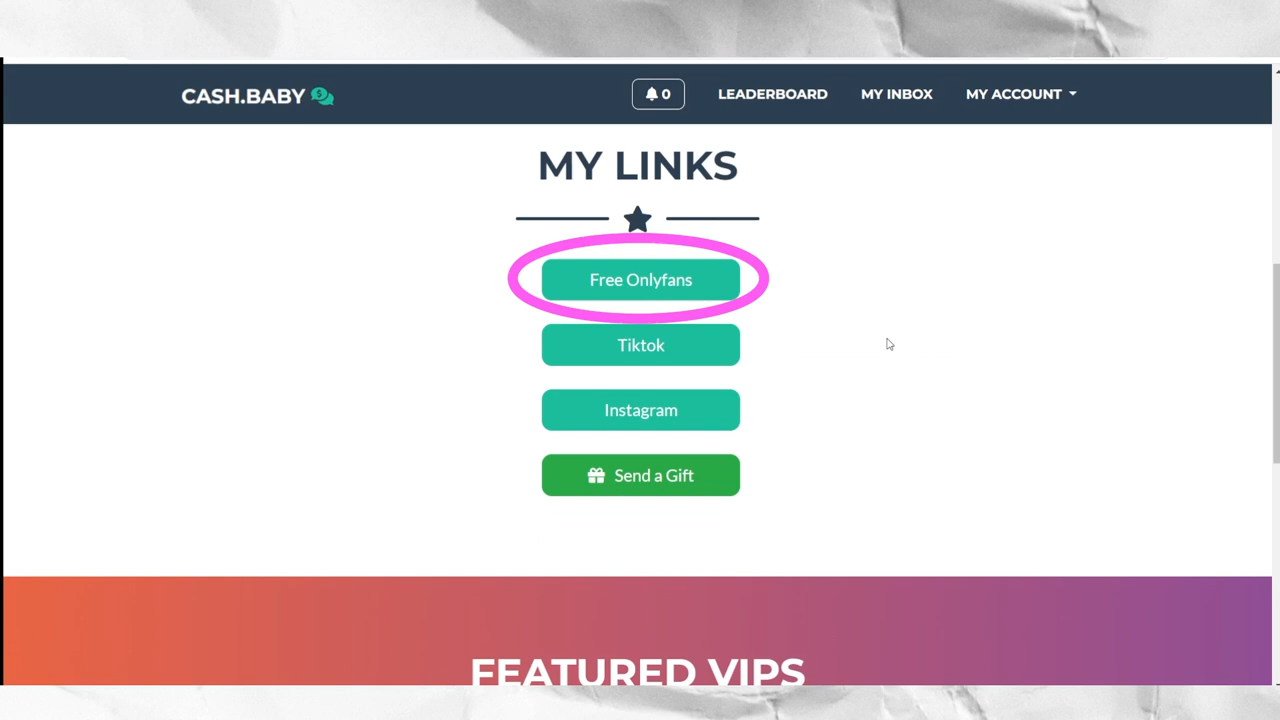 CASH.BABY
0
LEADERBOARD
MY INBOX
MY ACCOUNT
MY LINKS
Free Onlyfans
Tiktok
Instagram
Send a Gift
FEATURED VIPS